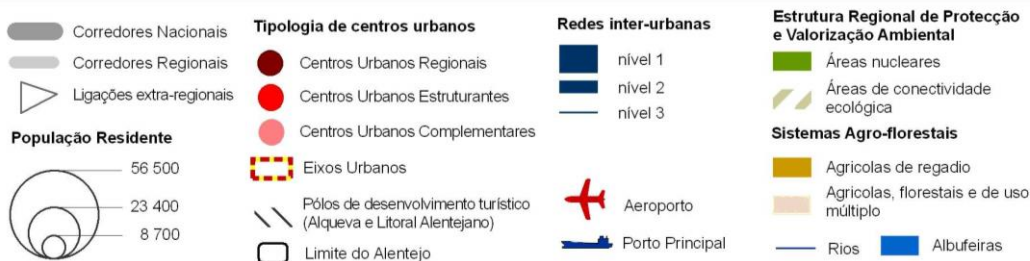 Corredores Nacionais
Corredores Regionais
Ligações extra-regionais
População Residente
56 500
23 400
8 700
Tipologia de centros urbanos
Centros Urbanos Regionais
Centros Urbanos Estruturantes
Centros Urbanos Complementares
Eixos Urbanos
Pólos de desenvolvimento turístico
(Alqueva e Litoral Alentejano)
Limite do Alentejo
Redes inter-urbanas
nível 1
nível 2
nível 3
Aeroporto
Porto Principal
Estrutura Regional de Protecção
e Valorização Ambiental
Áreas nucleares
Áreas de conectividade
ecológica
Sistemas Agro-florestais
Agricolas de regadio
Agricolas, florestais e de uso
múltiplo
Rios
Albufeiras